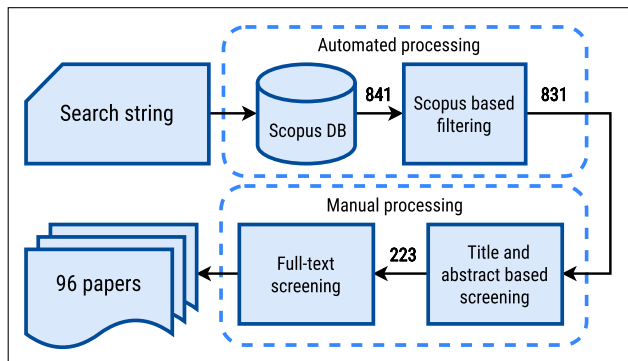 Automated processing
Search string
Scopus DB
841
Scopus based
filtering
831
Manual processing
96 papers
Full-text
screening
223
Title and
abstract based
screening